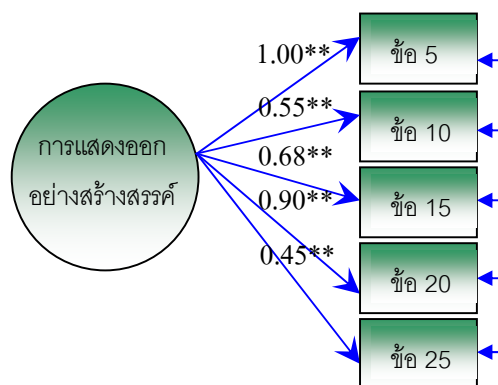 1.00**
ข้อ 5
0.55**
ข้อ 10
การแสดงออก
อย่างสร้างสรรค์
0.68**
0.90**
ข้อ 15
0.45**
ข้อ 20
ข้อ 25